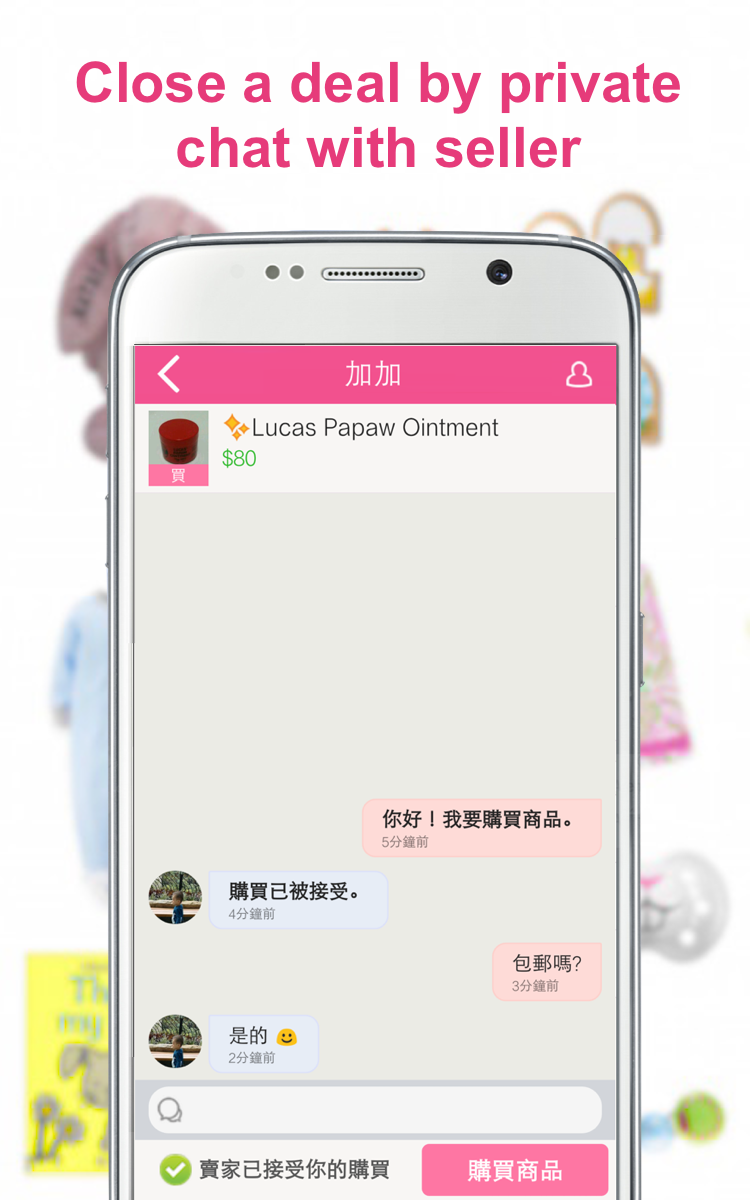 Close a deal by private
chat with seller
加加
✨Lucas Papaw Ointment
$80
買
你好！我要購買商品。
5分鐘前
購買已被接受。
4分鐘前
包郵嗎?
3分鐘前
是的 😃
2分鐘前
賣家已接受你的購買
購買商品